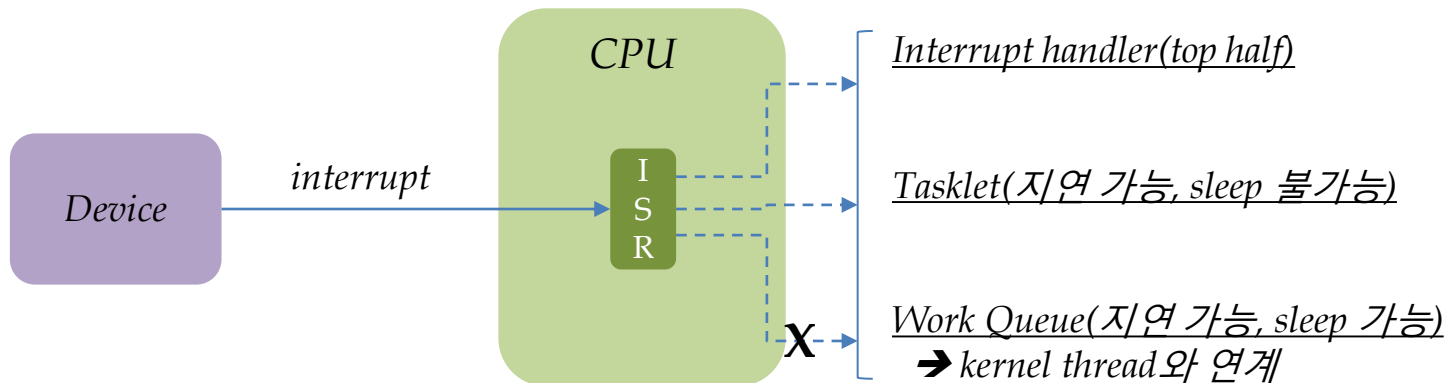 CPU
Interrupt handler(top half)
Device
interrupt
I
S
R
Tasklet(지연 가능, sleep 불가능)
X
Work Queue(지연 가능, sleep 가능)
➔ kernel thread와 연계